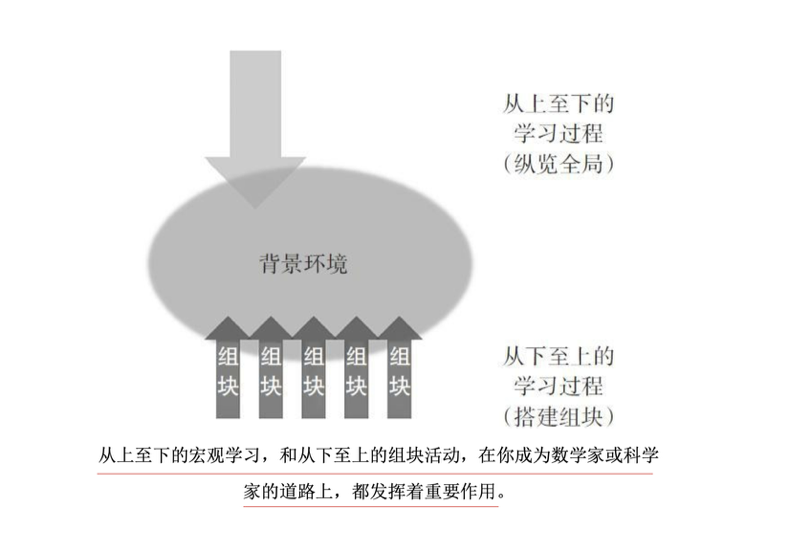 从上至下的
学习过程
（纵览全局）
背景环境
组块
组块
组块
组块
组块
从下至上的
学习过程
（搭建组块）
从上至下的宏观学习，和从下至上的组块活动，在你成为数学家或科学
家的道路上，都发挥着重要作用。